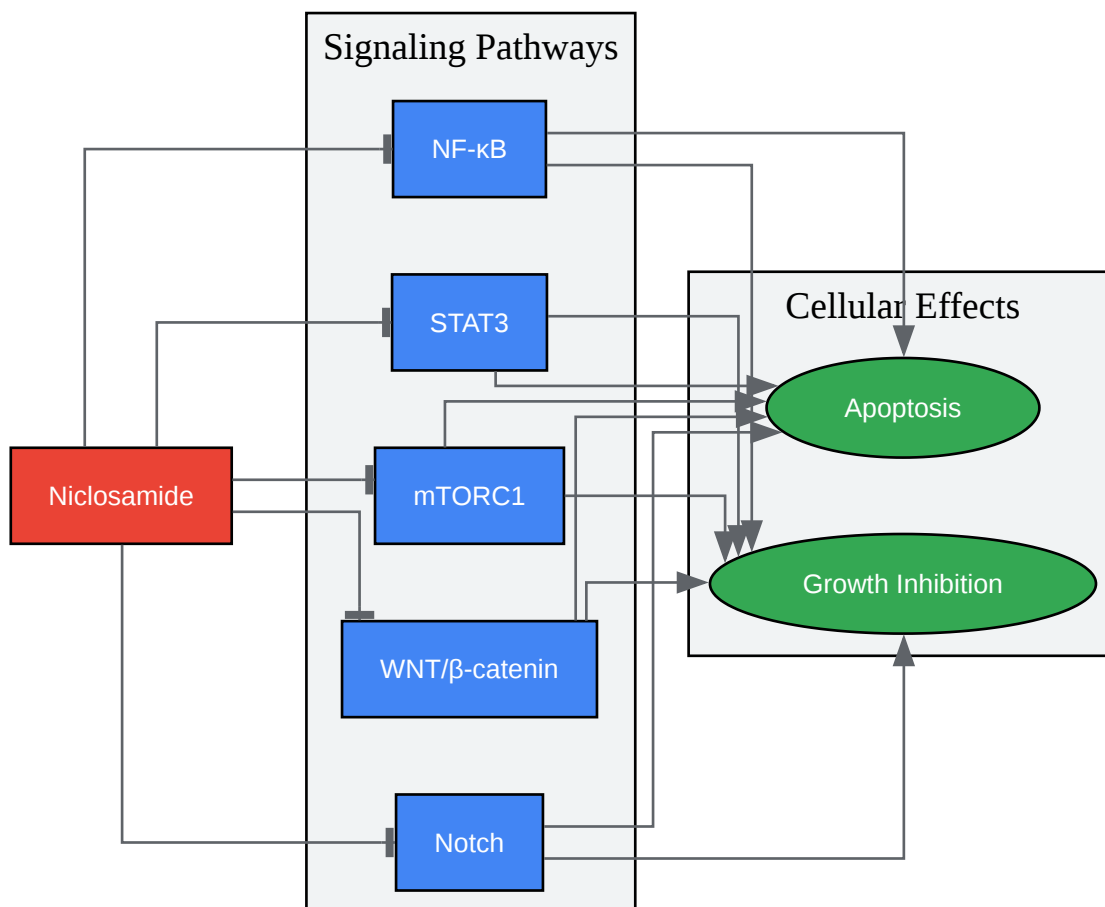 Signaling Pathways
NF-κB
STAT3
Cellular Effects
Apoptosis
Niclosamide
mTORC1
Growth Inhibition
WNT/β-catenin
Notch